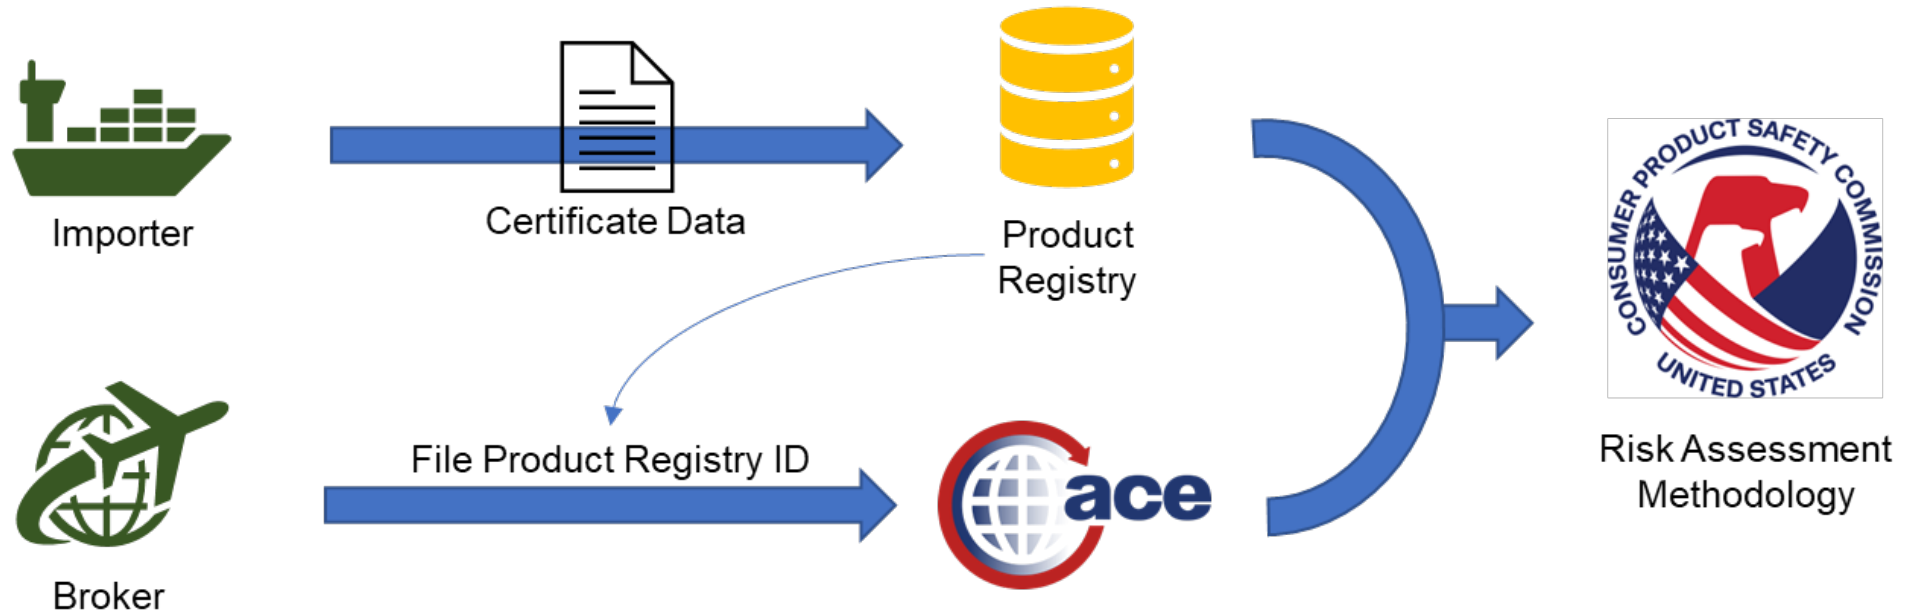 Importer
Certificate Data
Product
Registry
File Product Registry ID
Broker
ace
CONSUMER PRODUCT SAFETY COMMISSION
UNITED STATES
Risk Assessment
Methodology